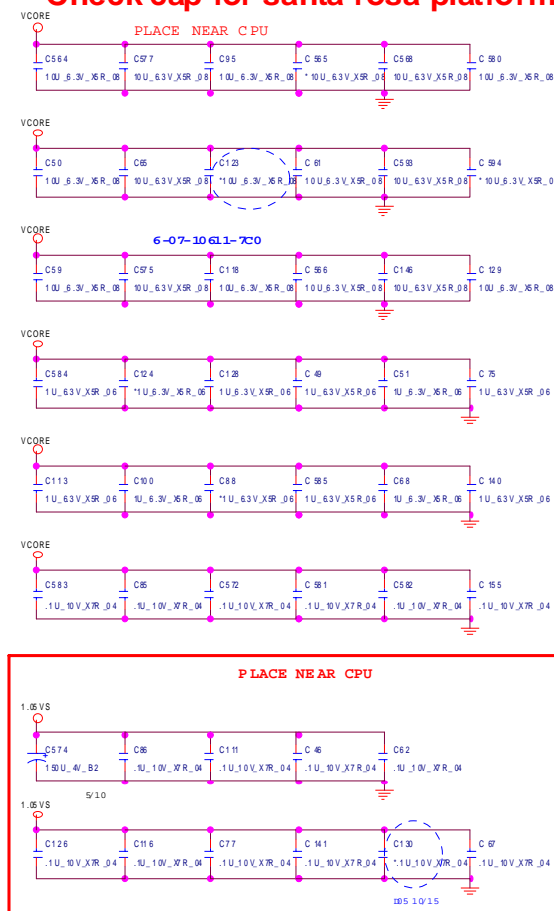 Check cap for santa rosa platform
VCORE
PLACE NEAR CPU
C564 C577 C95 C565 C568 C580
10U_6.3V_X5R_08 10U_6.3V_X5R_08 10U_6.3V_X5R_08 *10U_6.3V_X5R_08 10U_6.3V_X5R_08 10U_6.3V_X5R_08
VCORE
C50 C65 C123 C61 C593 C594
10U_6.3V_X5R_08 10U_6.3V_X5R_08 *10U_6.3V_X5R_08 10U_6.3V_X5R_08 10U_6.3V_X5R_08 *10U_6.3V_X5R_0
VCORE
6-07-10611-7C0
C59 C575 C118 C566 C146 C129
10U_6.3V_X5R_08 10U_6.3V_X5R_08 10U_6.3V_X5R_08 10U_6.3V_X5R_08 10U_6.3V_X5R_08 10U_6.3V_X5R_08
VCORE
C584 C124 C128 C49 C51 C75
1U_6.3V_X5R_06 *1U_6.3V_X5R_06 1U_6.3V_X5R_06 1U_6.3V_X5R_06 1U_6.3V_X5R_06 1U_6.3V_X5R_06
VCORE
C113 C100 C88 C585 C68 C140
1U_6.3V_X5R_06 1U_6.3V_X5R_06 *1U_6.3V_X5R_06 1U_6.3V_X5R_06 1U_6.3V_X5R_06 1U_6.3V_X5R_06
VCORE
C583 C85 C572 C581 C582 C155
.1U_10V_X7R_04 .1U_10V_X7R_04 .1U_10V_X7R_04 .1U_10V_X7R_04 .1U_10V_X7R_04 .1U_10V_X7R_04
PLACE NEAR CPU
1.05VS
C574 C86 C111 C46 C62
+
150U_4V_B2 .1U_10V_X7R_04 .1U_10V_X7R_04 .1U_10V_X7R_04 .1U_10V_X7R_04
5/10
1.05VS
C126 C116 C77 C141 C130 C67
.1U_10V_X7R_04 .1U_10V_X7R_04 .1U_10V_X7R_04 .1U_10V_X7R_04 *.1U_10V_X7R_04 .1U_10V_X7R_04
10/15